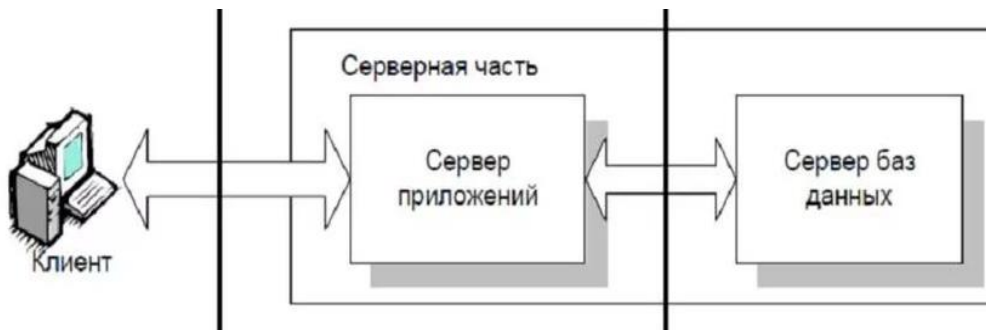 Серверная часть
Сервер
приложений
Сервер баз
данных
Клиент